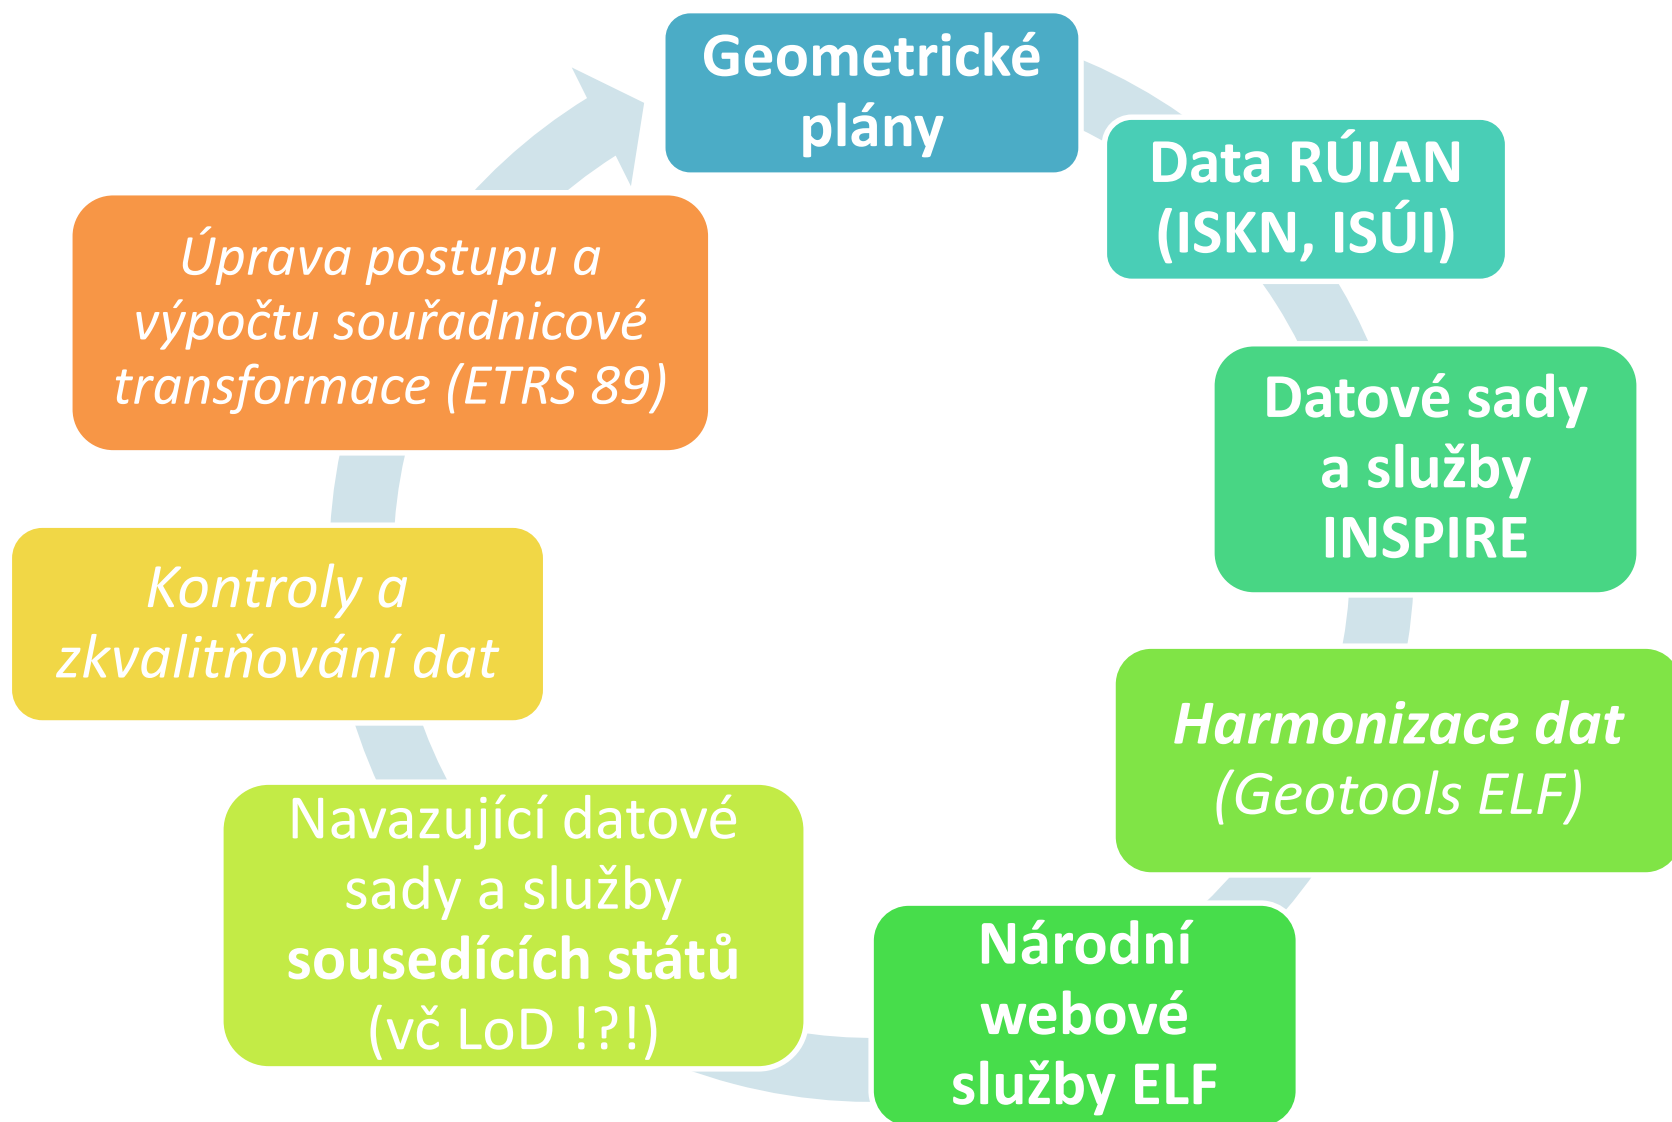 Geometrické
plány
Data RÚIAN
(ISKN, ISÚI)
Datové sady
a služby
INSPIRE
Harmonizace dat
(Geotools ELF)
Národní
webové
služby ELF
Navazující datové
sady a služby
sousedících států
(vč LoD !?!)
Kontroly a
zkvalitňování dat
Úprava postupu a
výpočtu souřadnicové
transformace (ETRS 89)